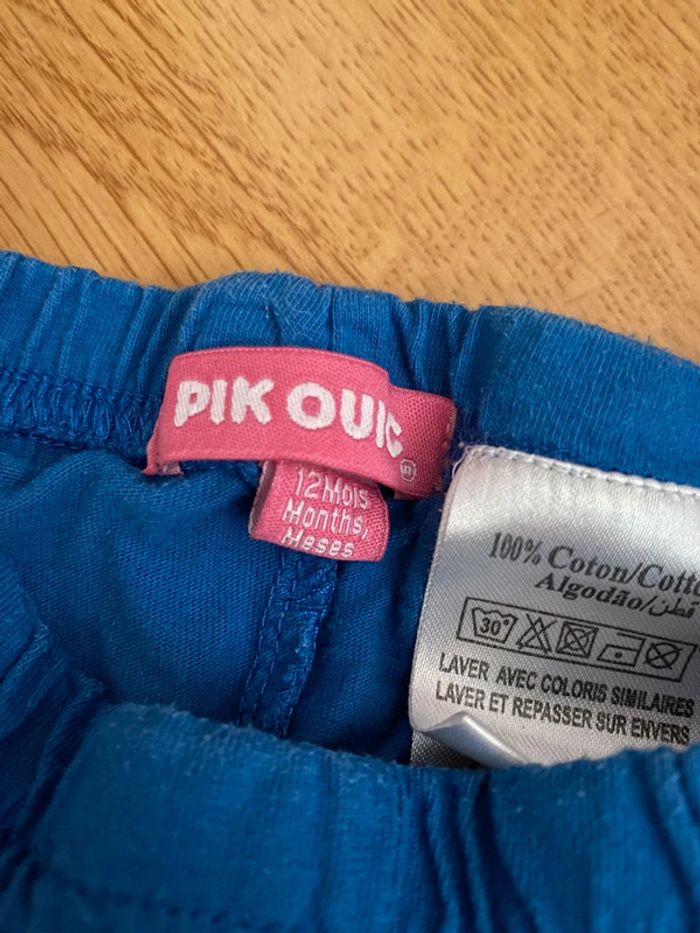 PIK OUIC
12 Mois
Months,
Meses
100% Coton/Cott
Algodão/قطن
30°
LAVER AVEC COLORIS SIMILAIRES
LAVER ET REPASSER SUR ENVERS